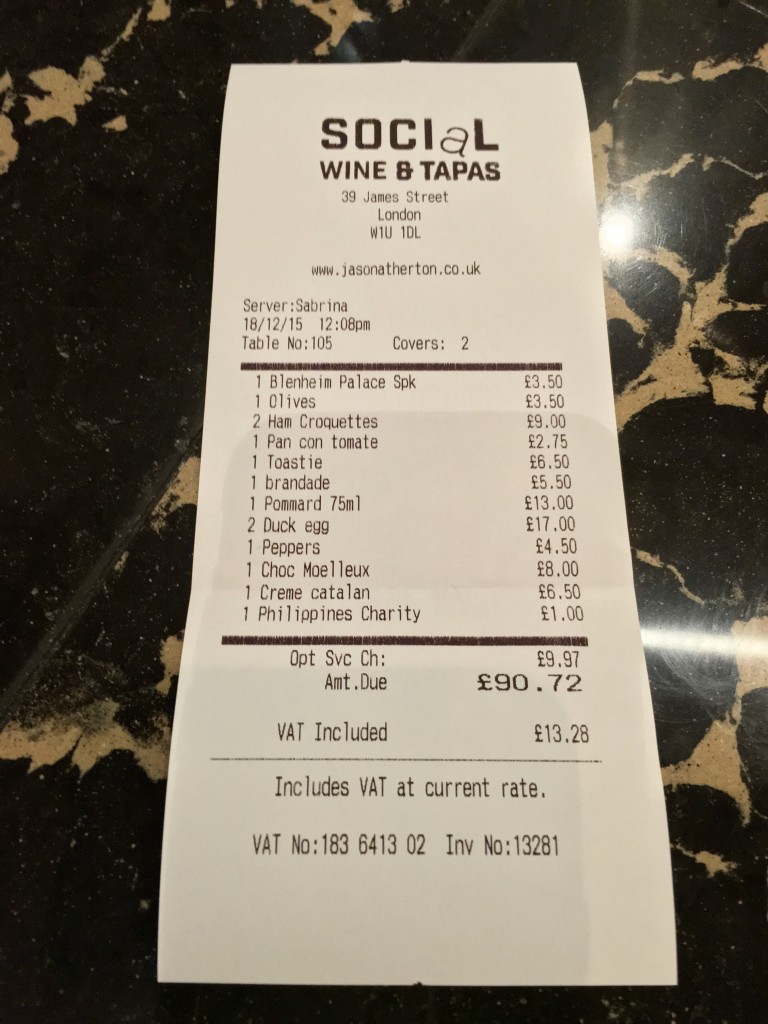 SOCIaL
WINE & TAPAS
39 James Street
London
W1U 1DL
www.jasonatherton.co.uk
Server:Sabrina
18/12/15 12:08pm
Table No:105 Covers: 2
1 Blenheim Palace Spk £3.50
1 Olives £3.50
2 Ham Croquettes £9.00
1 Pan con tomate £2.75
1 Toastie £6.50
1 brandade £5.50
1 Pommard 75ml £13.00
2 Duck egg £17.00
1 Peppers £4.50
1 Choc Moelleux £8.00
1 Creme catalan £6.50
1 Philippines Charity £1.00
Opt Svc Ch: £9.97
Amt.Due £90.72
VAT Included £13.28
Includes VAT at current rate.
VAT No:183 6413 02 Inv No:13281